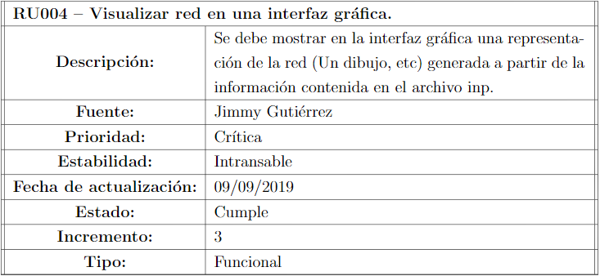 RU004 – Visualizar red en una interfaz gráfica.
Se debe mostrar en la interfaz gráfica una representa-
Descripción: ción de la red (Un dibujo, etc) generada a partir de la
información contenida en el archivo inp.
Fuente: Jimmy Gutiérrez
Prioridad: Crítica
Estabilidad: Intransable
Fecha de actualización: 09/09/2019
Estado: Cumple
Incremento: 3
Tipo: Funcional